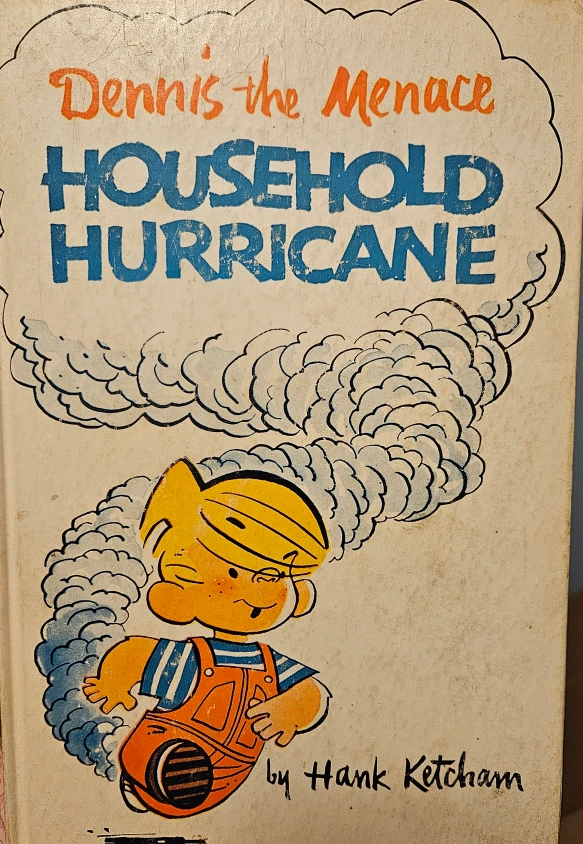 Dennis the Menace
HOUSEHOLD
HURRICANE
by Hank Ketcham